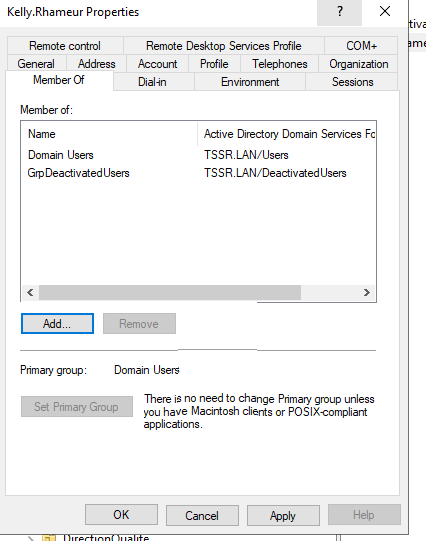 Kelly.Rhameur Properties
?
Remote control
Remote Desktop Services Profile
COM+
General
Address
Account
Profile
Telephones
Organization
Member Of
Dial-in
Environment
Sessions
Member of:
Name
Active Directory Domain Services Fo
Domain Users
TSSR.LAN/Users
GrpDeactivatedUsers
TSSR.LAN/DeactivatedUsers
Add...
Remove
Primary group:
Domain Users
Set Primary Group
There is no need to change Primary group unless
you have Macintosh clients or POSIX-compliant
applications.
OK
Cancel
Apply
Help
DirectionQualite